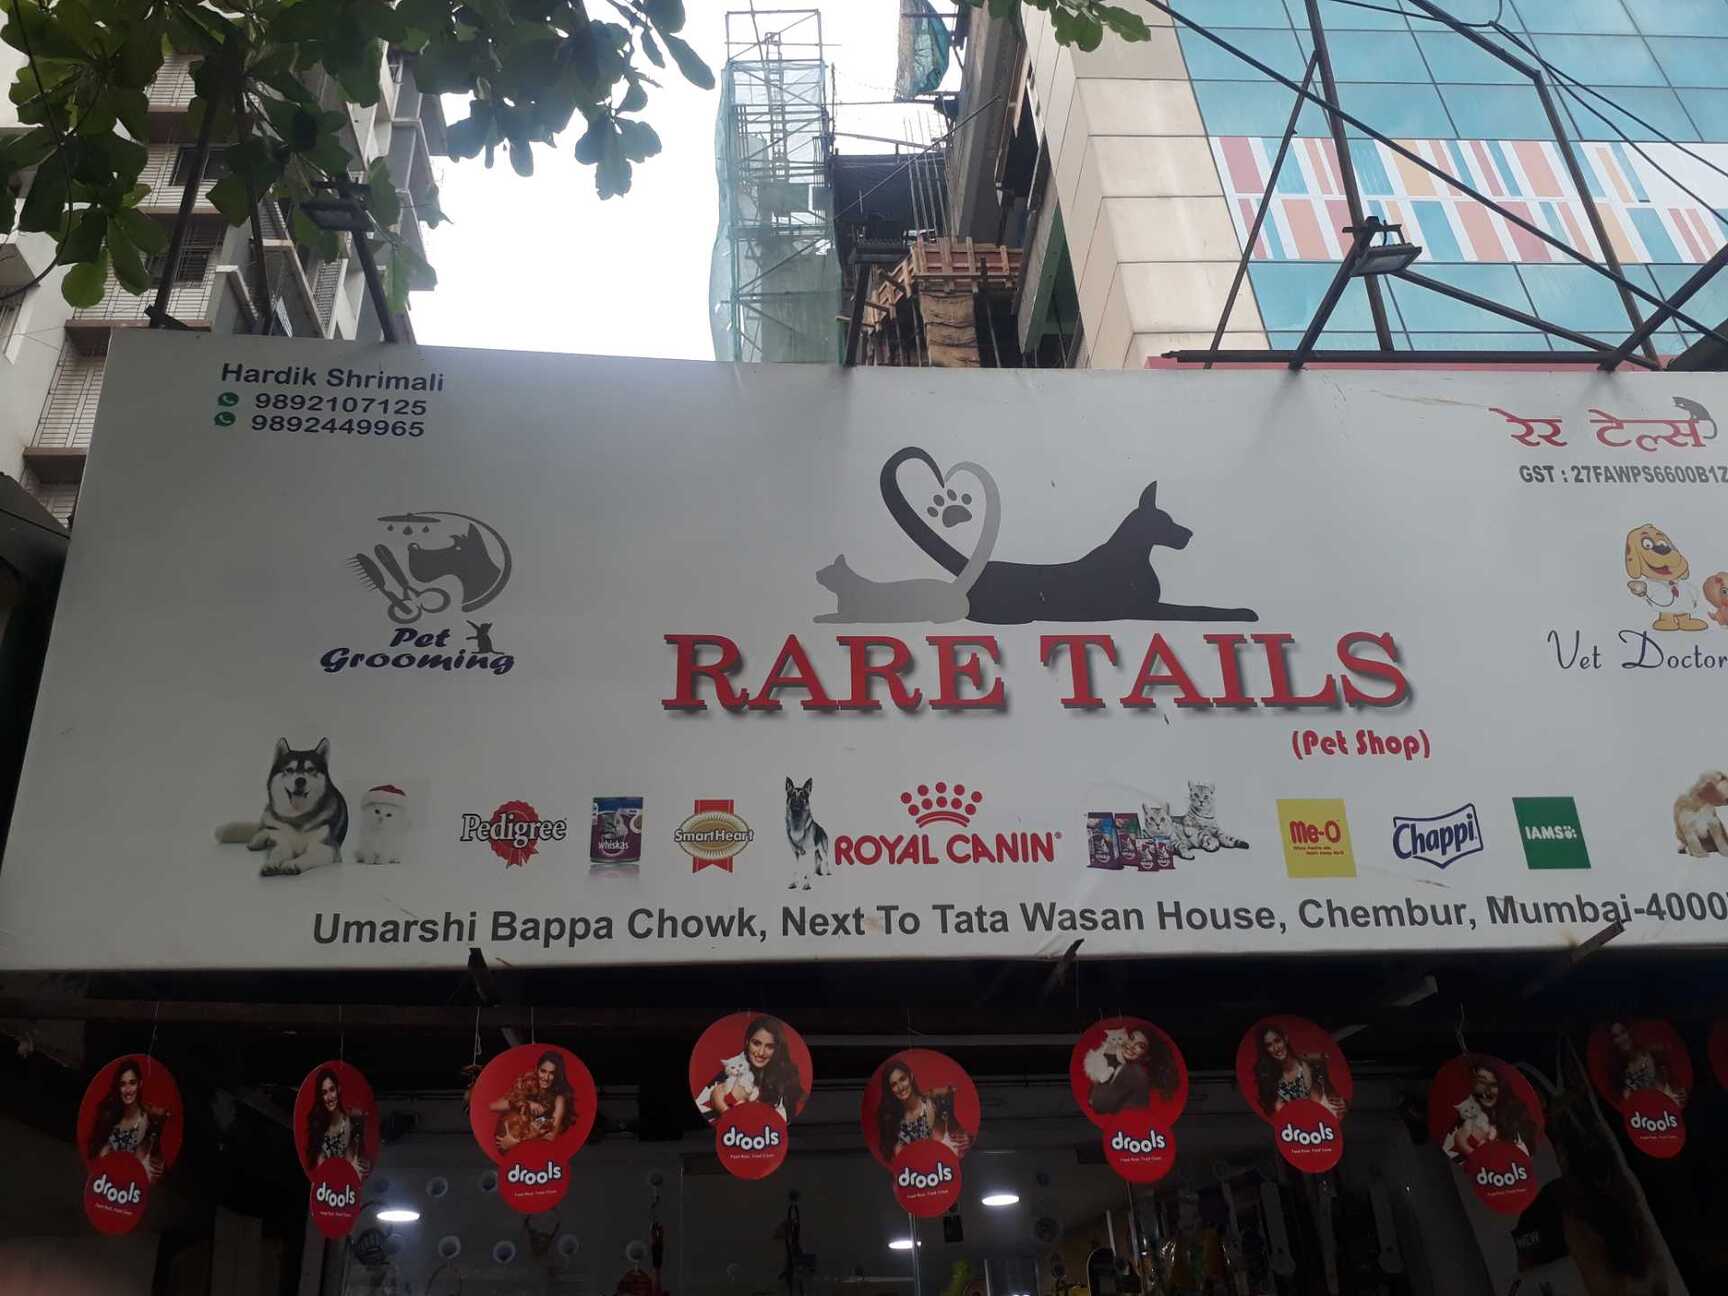 Hardik Shrimali
9892107125
9892449965
रेर टेल्स
GST : 27FAWPS6600B1Z
Pet
Grooming
Vet Doctor
RARE TAILS
(Pet Shop)
Pedigree
whiskas
SmartHeart
ROYAL CANIN
Me-O
Chappi
IAMS
Umarshi Bappa Chowk, Next To Tata Wasan House, Chembur, Mumbai-4000
drools
drools
drools
drools
drools
drools
drools
drools
drools
NEW